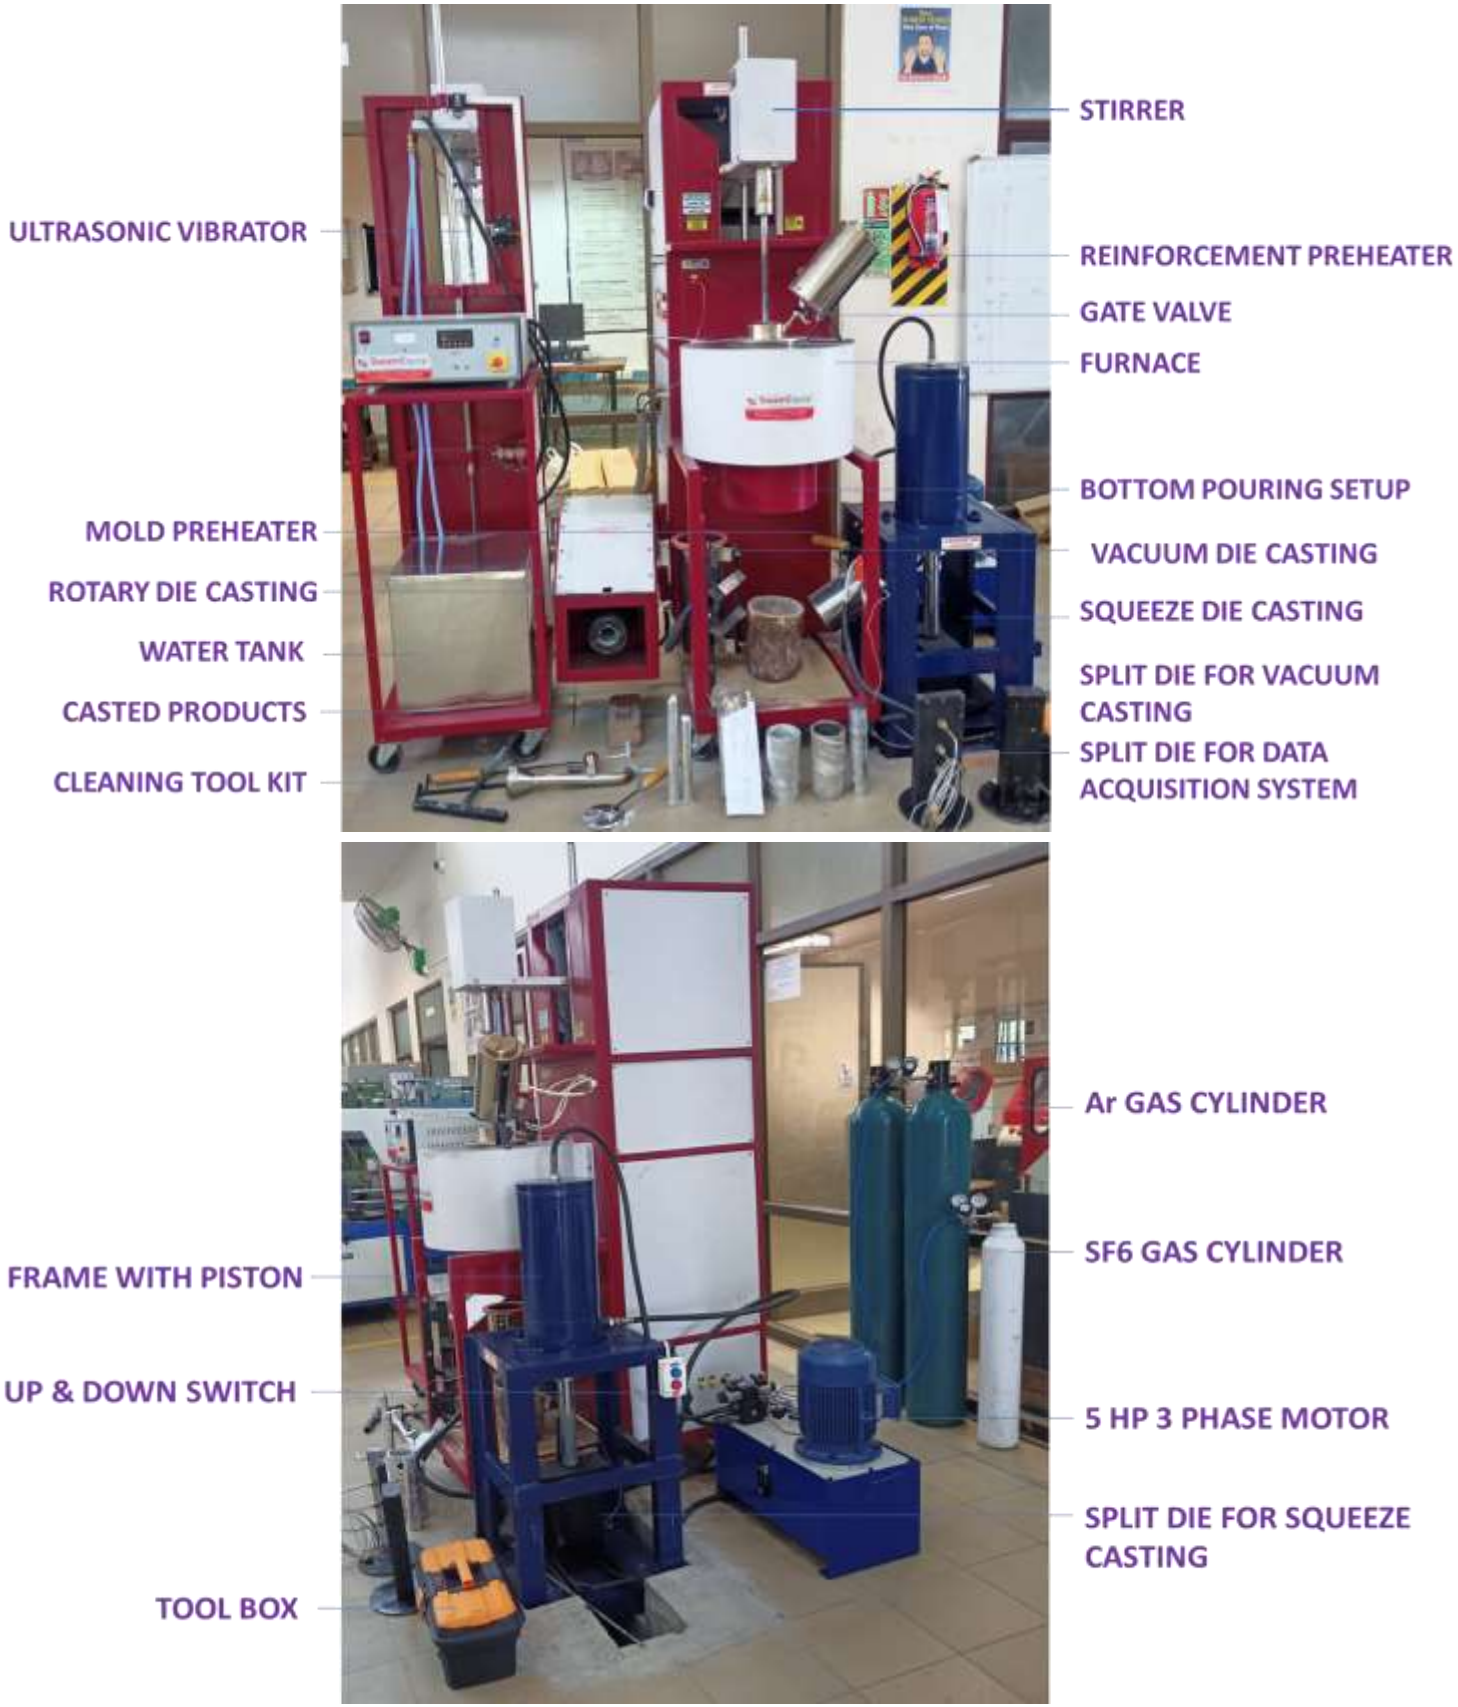 STIRRER
ULTRASONIC VIBRATOR
REINFORCEMENT PREHEATER
GATE VALVE
FURNACE
BOTTOM POURING SETUP
MOLD PREHEATER
VACUUM DIE CASTING
ROTARY DIE CASTING
SQUEEZE DIE CASTING
WATER TANK
SPLIT DIE FOR VACUUM
CASTING
CASTED PRODUCTS
SPLIT DIE FOR DATA
ACQUISITION SYSTEM
CLEANING TOOL KIT
Ar GAS CYLINDER
SF6 GAS CYLINDER
FRAME WITH PISTON
UP & DOWN SWITCH
5 HP 3 PHASE MOTOR
SPLIT DIE FOR SQUEEZE
CASTING
TOOL BOX